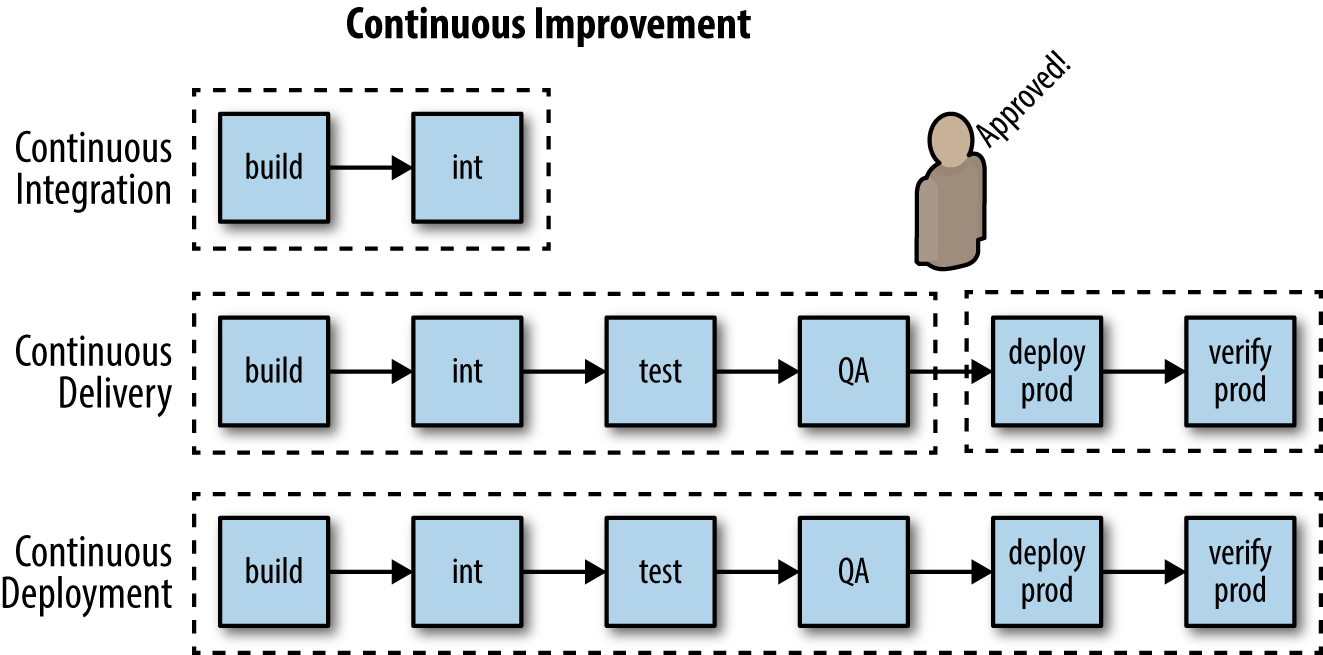 Continuous Improvement
Approved!
Continuous
Integration
build
int
Continuous
Delivery
build
int
test
QA
deploy
prod
verify
prod
Continuous
Deployment
build
int
test
QA
deploy
prod
verify
prod